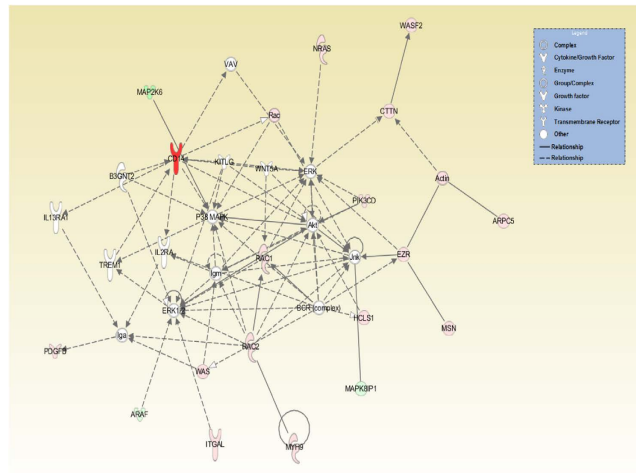 WASF2
NRAS
VAV
MAP2K6
CTTN
Rac
CD14
KITLG
WNT5A
ERK
B3GNT2
Actin
PIK3CD
IL13RA1
P38 MAPK
Akt
ARPC5
TREM1
IL2RA
RAC1
Jnk
EZR
Igm
ERK1/2
BCR (complex)
HCLS1
MSN
Iga
RAC2
PDGFB
WAS
MAPK8IP1
ARAF
ITGAL
MYH9
Legend
Complex
Cytokine/Growth Factor
Enzyme
Group/Complex
Growth factor
Kinase
Transmembrane Receptor
Other
Relationship
Relationship